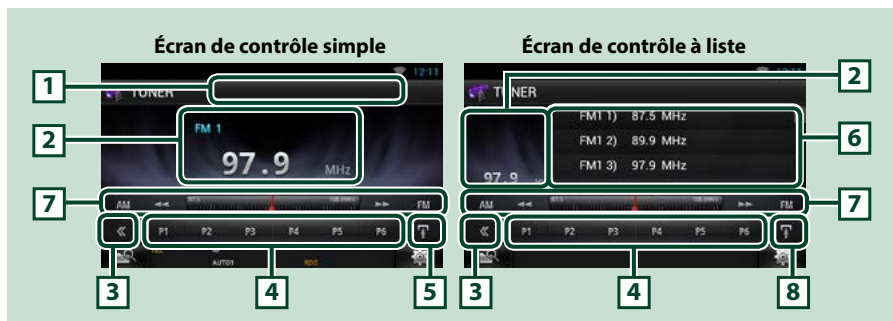 Écran de contrôle simple
Écran de contrôle à liste
1
2
7
3
4
5
12:11
TUNER
FM 1
97.9 MHz
AM
FM
P1 P2 P3 P4 P5 P6
AUTO1
RDS
2
6
7
3
4
8
TUNER
FM1 1) 87.5 MHz
FM1 2) 89.9 MHz
FM1 3) 97.9 MHz
97.9
AM
FM
P1 P2 P3 P4 P5 P6